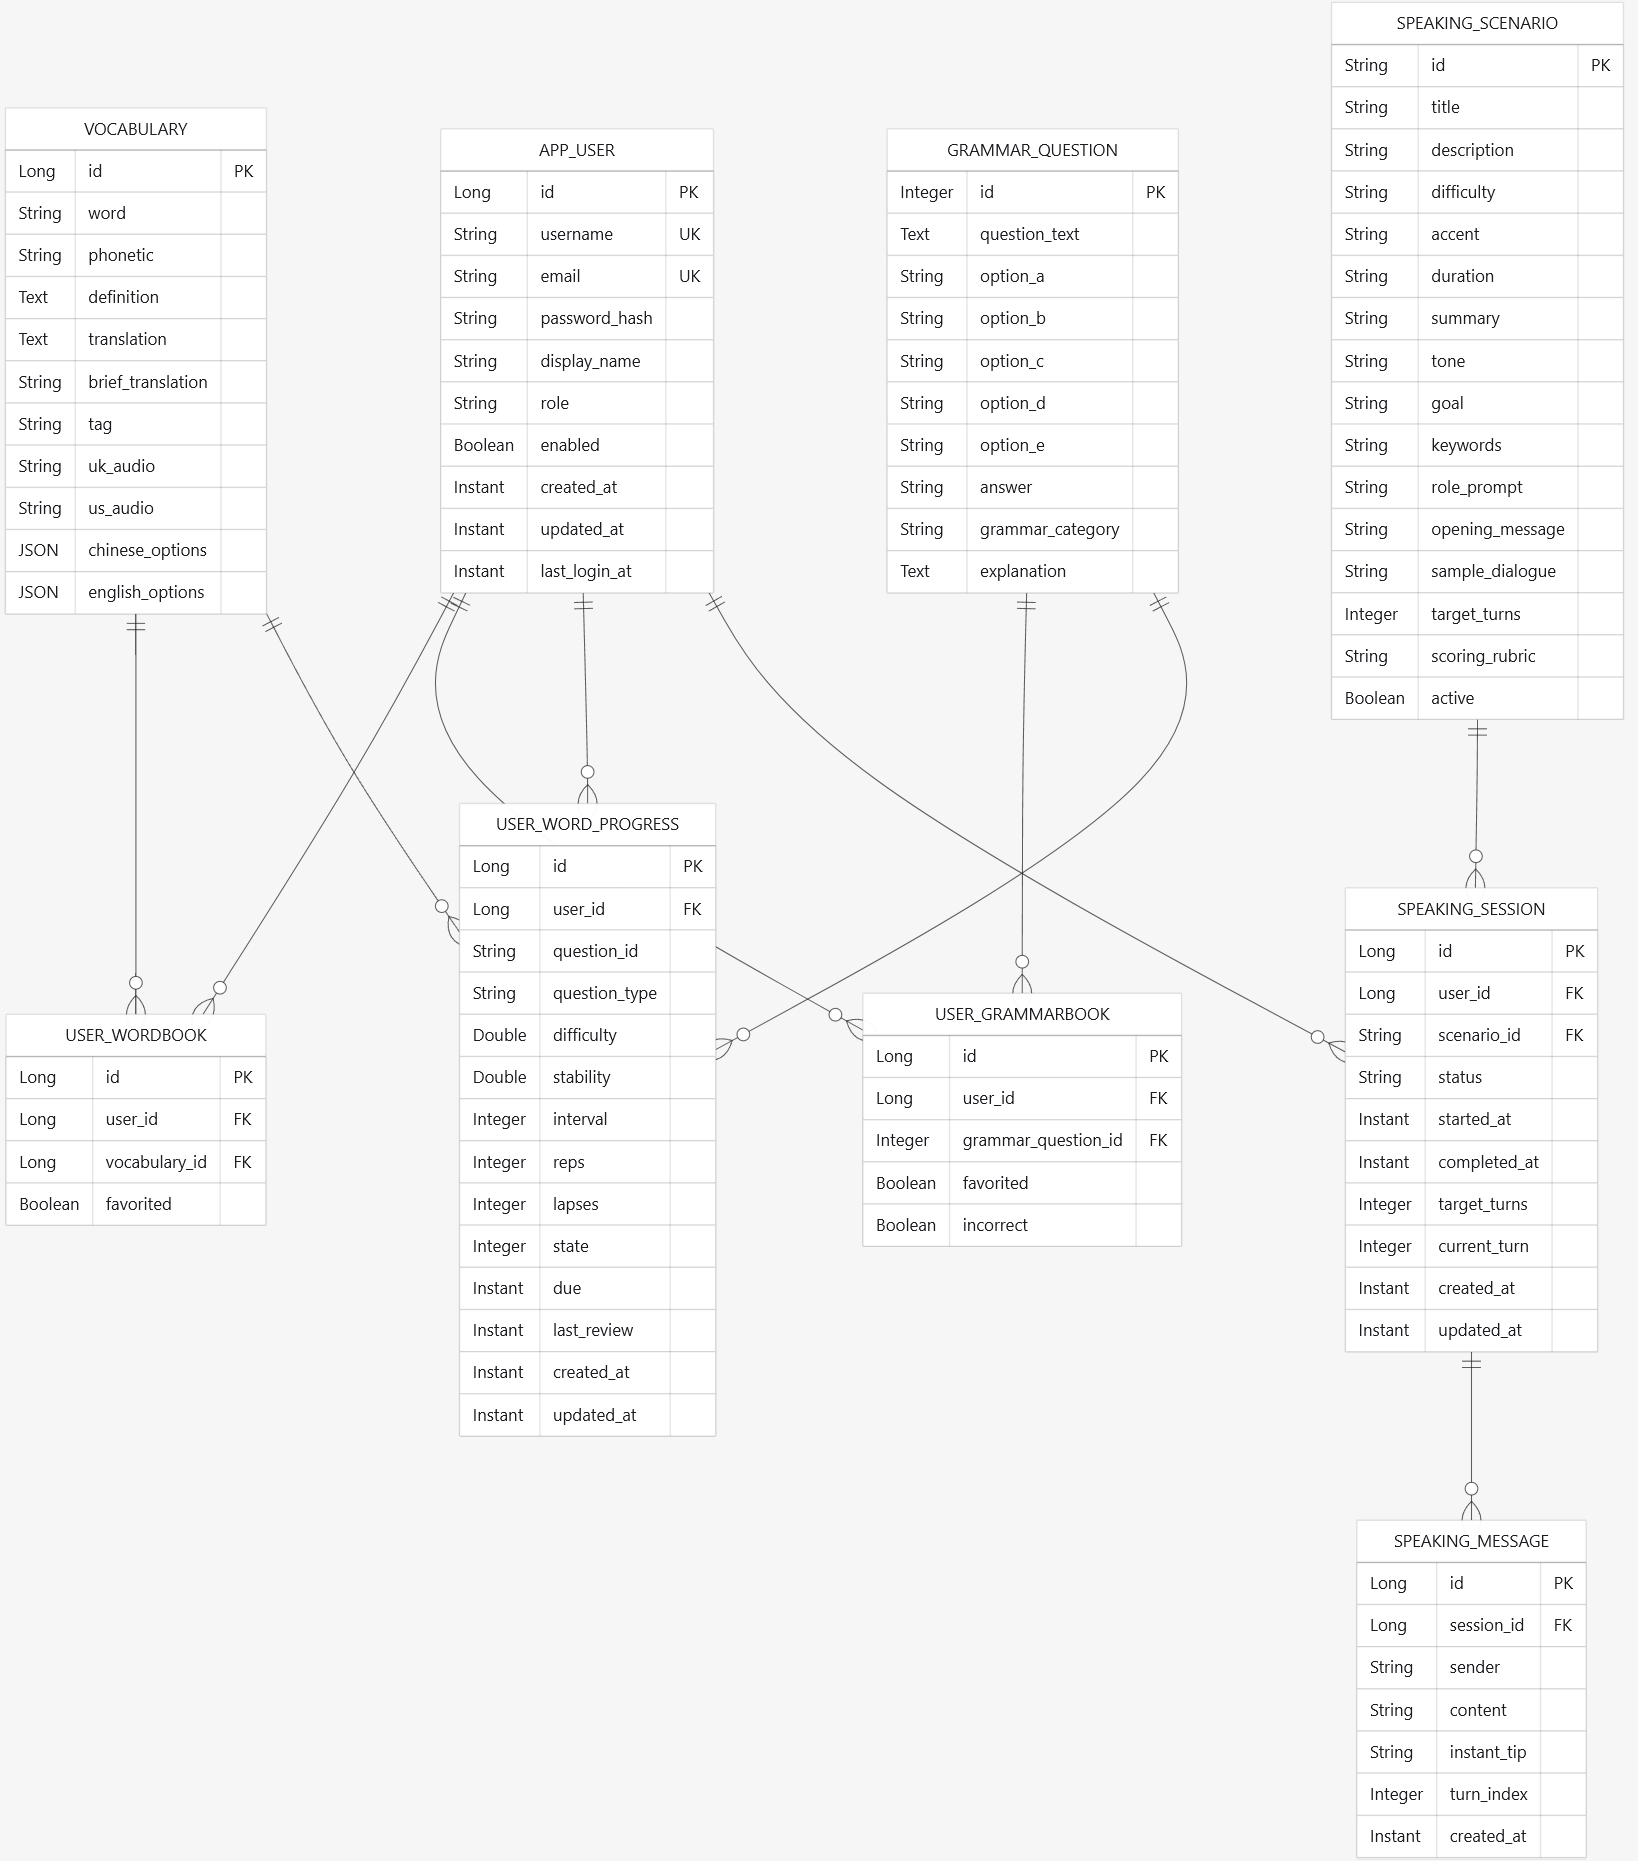 VOCABULARY
Long id PK
String word
String phonetic
Text definition
Text translation
String brief_translation
String tag
String uk_audio
String us_audio
JSON chinese_options
JSON english_options
APP_USER
Long id PK
String username UK
String email UK
String password_hash
String display_name
String role
Boolean enabled
Instant created_at
Instant updated_at
Instant last_login_at
GRAMMAR_QUESTION
Integer id PK
Text question_text
String option_a
String option_b
String option_c
String option_d
String option_e
String answer
String grammar_category
Text explanation
SPEAKING_SCENARIO
String id PK
String title
String description
String difficulty
String accent
String duration
String summary
String tone
String goal
String keywords
String role_prompt
String opening_message
String sample_dialogue
Integer target_turns
String scoring_rubric
Boolean active
USER_WORDBOOK
Long id PK
Long user_id FK
Long vocabulary_id FK
Boolean favorited
USER_WORD_PROGRESS
Long id PK
Long user_id FK
String question_id
String question_type
Double difficulty
Double stability
Integer interval
Integer reps
Integer lapses
Integer state
Instant due
Instant last_review
Instant created_at
Instant updated_at
USER_GRAMMARBOOK
Long id PK
Long user_id FK
Integer grammar_question_id FK
Boolean favorited
Boolean incorrect
SPEAKING_SESSION
Long id PK
Long user_id FK
String scenario_id FK
String status
Instant started_at
Instant completed_at
Integer target_turns
Integer current_turn
Instant created_at
Instant updated_at
SPEAKING_MESSAGE
Long id PK
Long session_id FK
String sender
String content
String instant_tip
Integer turn_index
Instant created_at